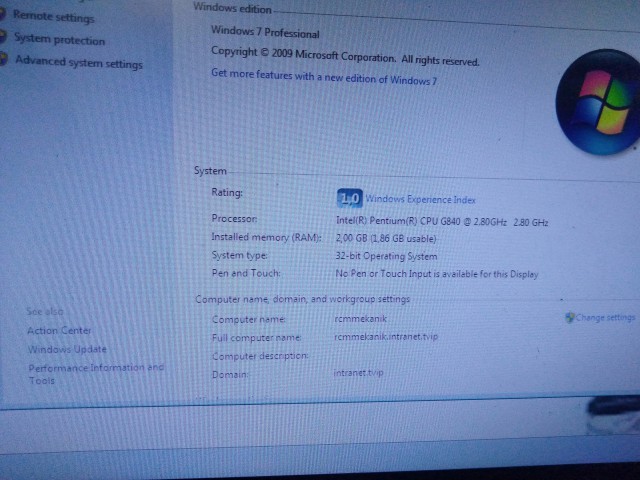 Windows edition
Remote settings
System protection
Advanced system settings
Windows 7 Professional
Copyright © 2009 Microsoft Corporation. All rights reserved.
Get more features with a new edition of Windows 7
System
Rating: 1,0 Windows Experience Index
Processor: Intel(R) Pentium(R) CPU G840 @ 2.80GHz 2.80 GHz
Installed memory (RAM): 2,00 GB (1,86 GB usable)
System type: 32-bit Operating System
Pen and Touch: No Pen or Touch Input is available for this Display
Computer name, domain, and workgroup settings
Computer name: rcmmekanik
Change settings
Full computer name: rcmmekanik.intranet.tvip
Computer description:
Domain: intranet.tvip
See also
Action Center
Windows Update
Performance Information and
Tools